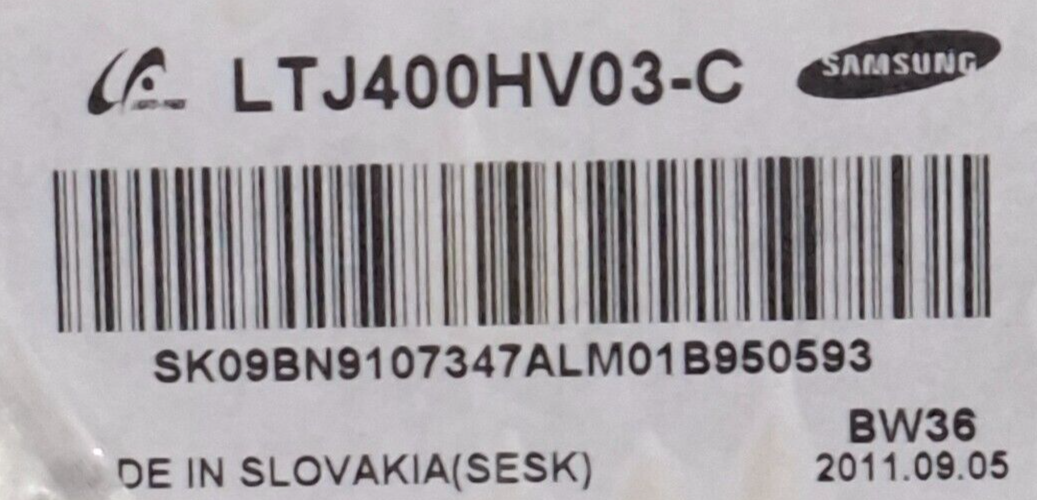 LTJ400HV03-C SAMSUNG
SK09BN9107347ALM01B950593
BW36
DE IN SLOVAKIA(SESK) 2011.09.05